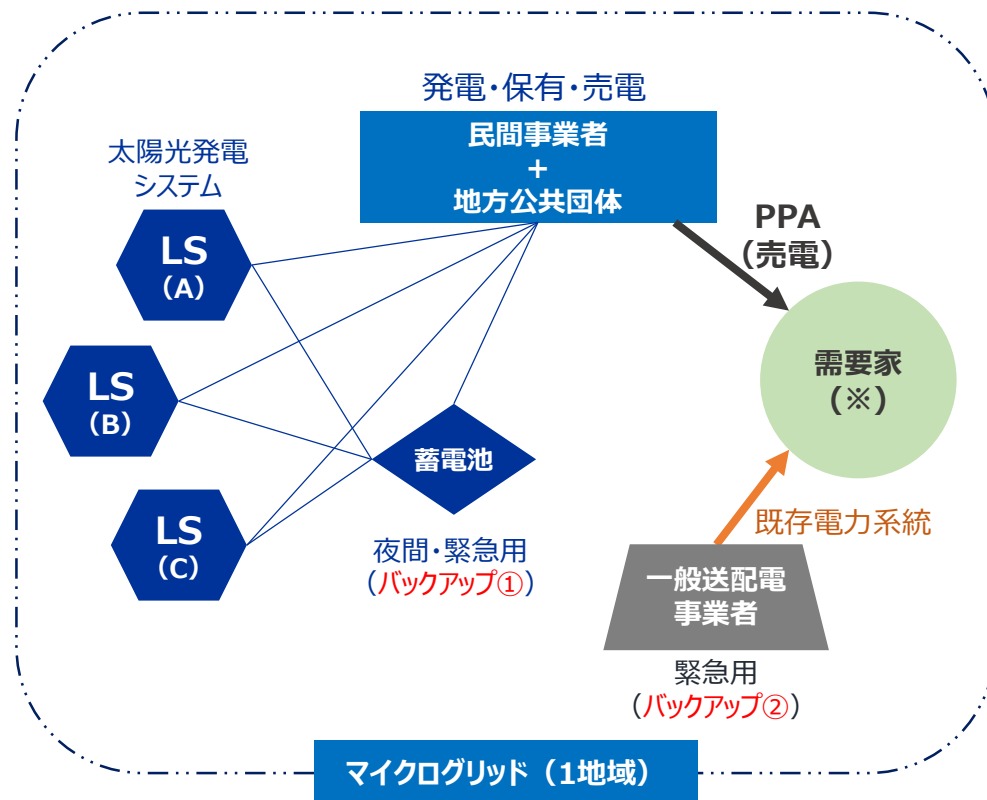 発電・保有・売電
民間事業者
+
地方公共団体
太陽光発電
システム
LS
（A）
LS
（B）
LS
（C）
蓄電池
夜間・緊急用
（バックアップ①）
PPA
（売電）
需要家
（※）
既存電力系統
一般送配電
事業者
緊急用
（バックアップ②）
マイクログリッド（1地域）